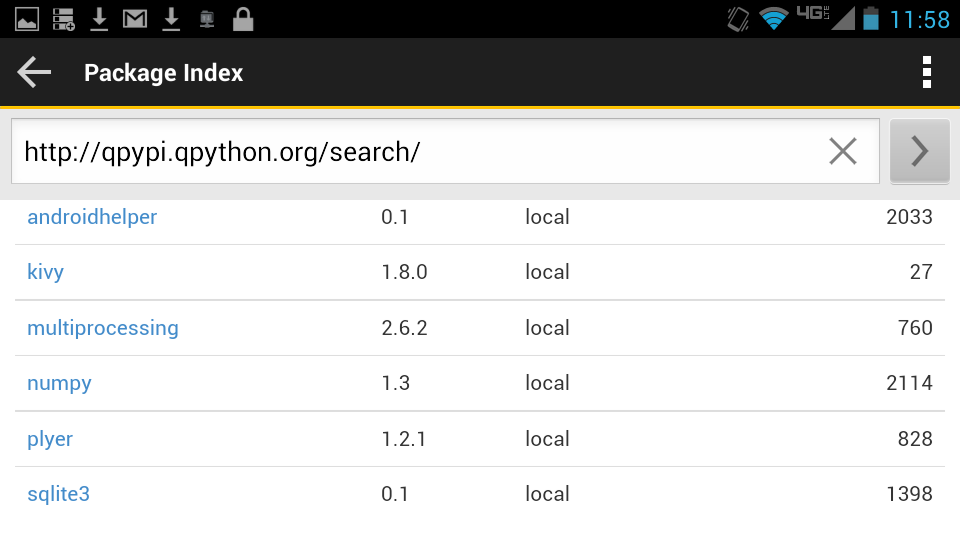 4G LTE 11:58
Package Index
http://qpypi.qpython.org/search/
androidhelper 0.1 local 2033
kivy 1.8.0 local 27
multiprocessing 2.6.2 local 760
numpy 1.3 local 2114
plyer 1.2.1 local 828
sqlite3 0.1 local 1398